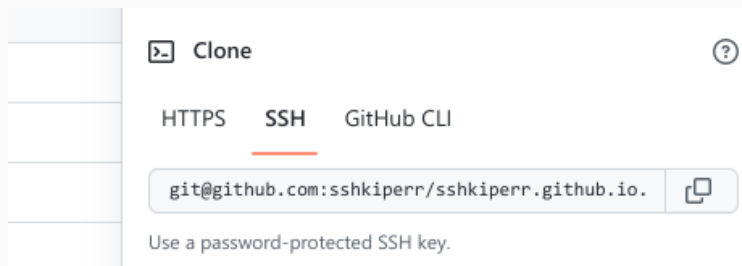 Clone
HTTPS SSH GitHub CLI
git@github.com:sshkiperr/sshkiperr.github.io.
Use a password-protected SSH key.